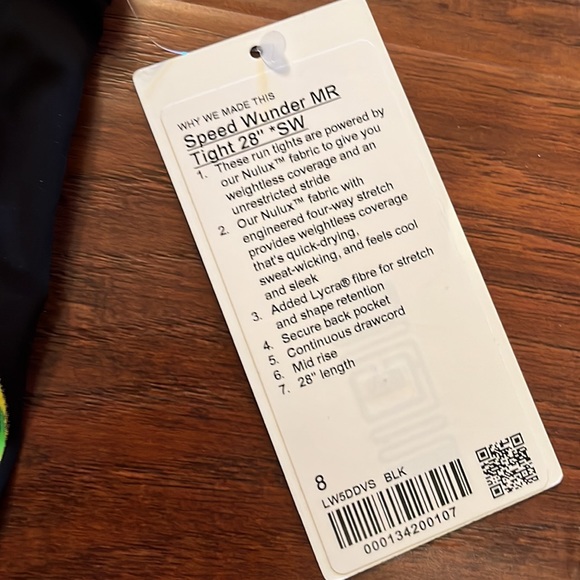 WHY WE MADE THIS
Speed Wunder MR
Tight 28" *SW
1. These run tights are powered by
our Nulux™ fabric to give you
weightless coverage and an
unrestricted stride
2. Our Nulux™ fabric with
engineered four-way stretch
provides weightless coverage
that's quick-drying,
sweat-wicking, and feels cool
and sleek
3. Added Lycra® fibre for stretch
and shape retention
4. Secure back pocket
5. Continuous drawcord
6. Mid rise
7. 28" length
8
LW5DDVS BLK
000134200107